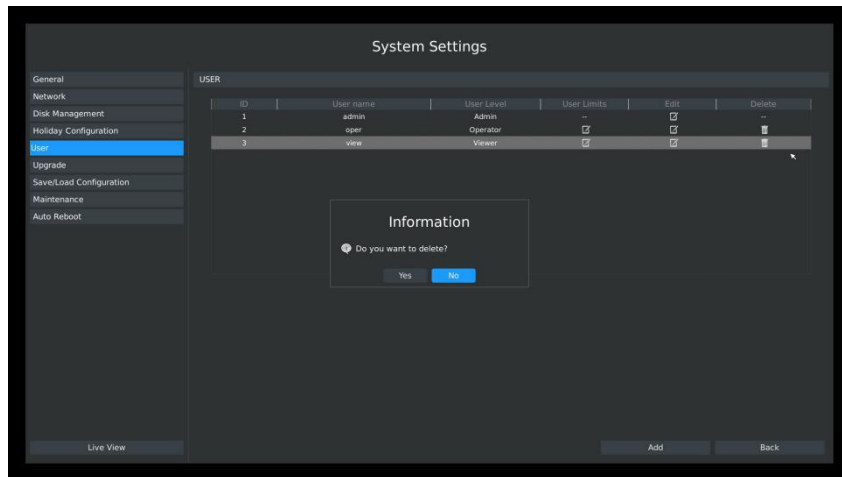 System Settings
General
Network
Disk Management
Holiday Configuration
User
Upgrade
Save/Load Configuration
Maintenance
Auto Reboot
USER
ID User name User Level User Limits Edit Delete
1 admin Admin -- --
2 oper Operator
3 view Viewer
Information
Do you want to delete?
Yes No
Live View
Add Back